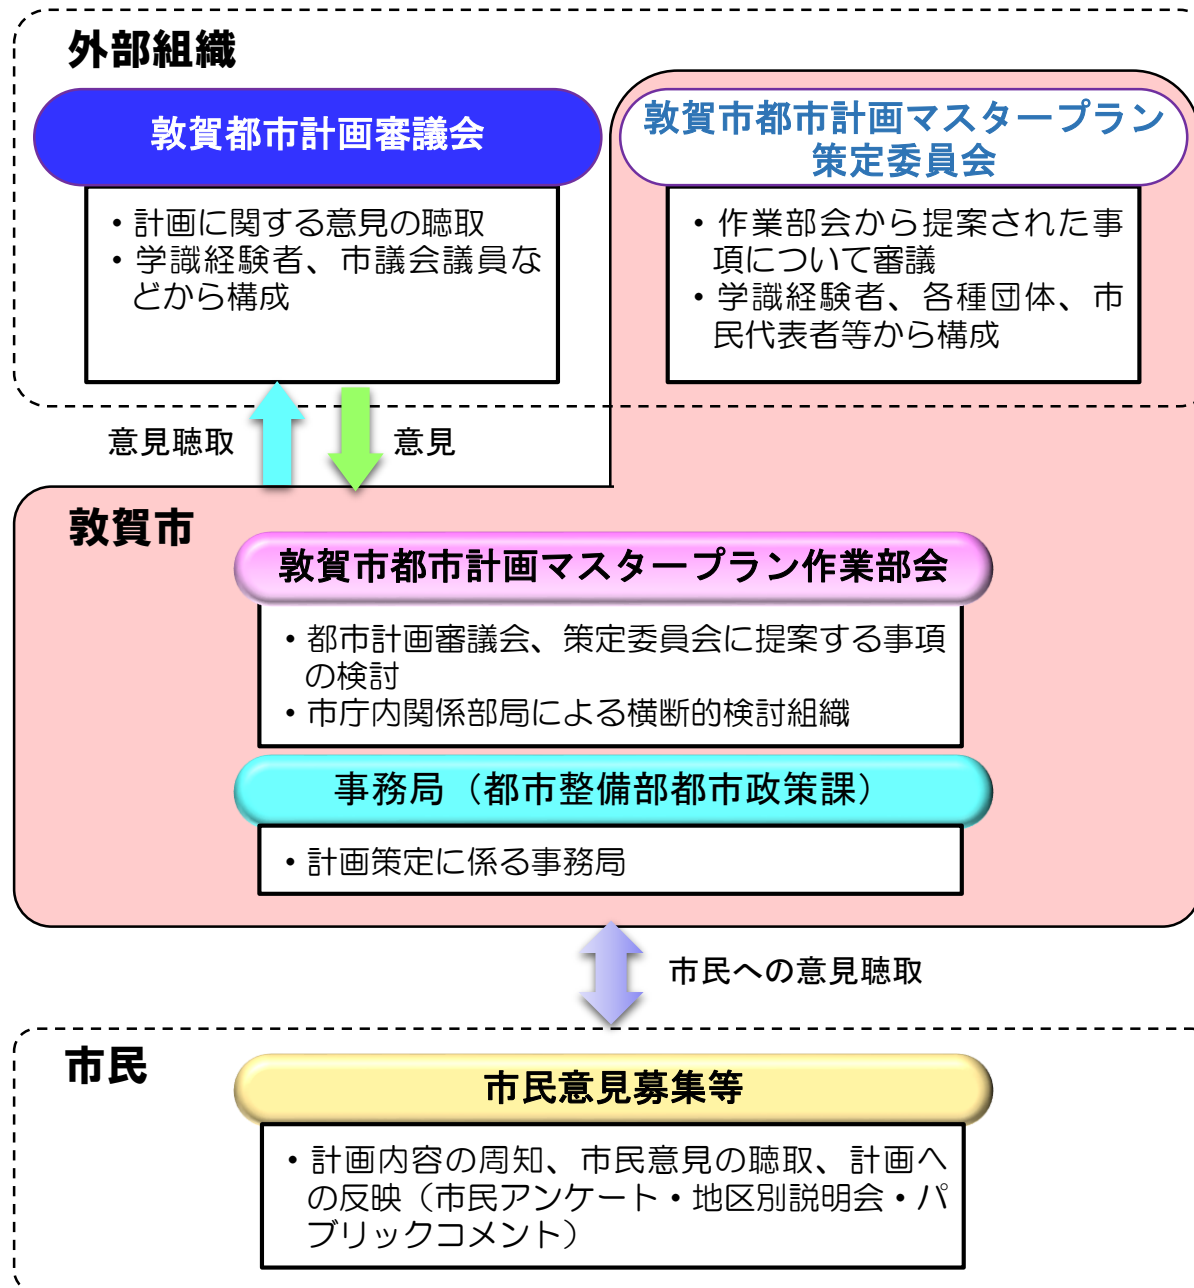 外部組織
敦賀都市計画審議会
・計画に関する意見の聴取
・学識経験者、市議会議員な
どから構成
敦賀市都市計画マスタープラン
策定委員会
・作業部会から提案された事
項について審議
・学識経験者、各種団体、市
民代表者等から構成
意見聴取
意見
敦賀市
敦賀市都市計画マスタープラン作業部会
・都市計画審議会、策定委員会に提案する事項
の検討
・市庁内関係部局による横断的検討組織
事務局（都市整備部都市政策課）
・計画策定に係る事務局
市民への意見聴取
市民
市民意見募集等
・計画内容の周知、市民意見の聴取、計画へ
の反映（市民アンケート・地区別説明会・パ
ブリックコメント）